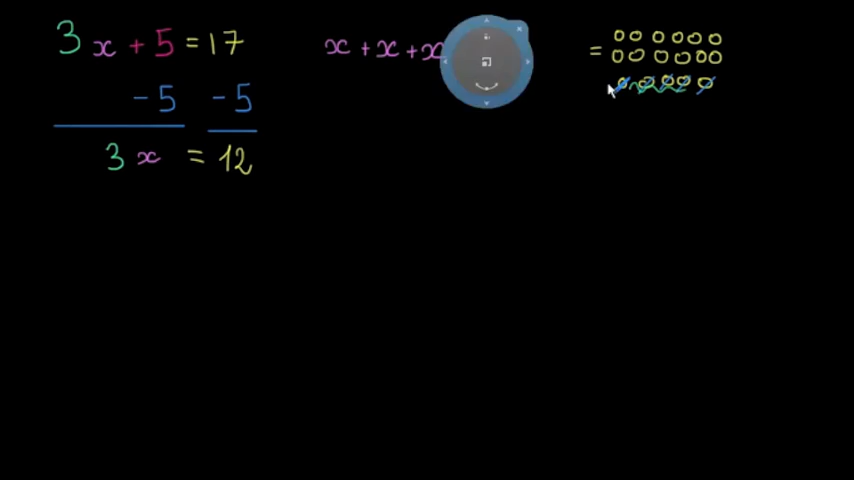 3x + 5 = 17 x + x + x =
- 5 - 5
3x = 12